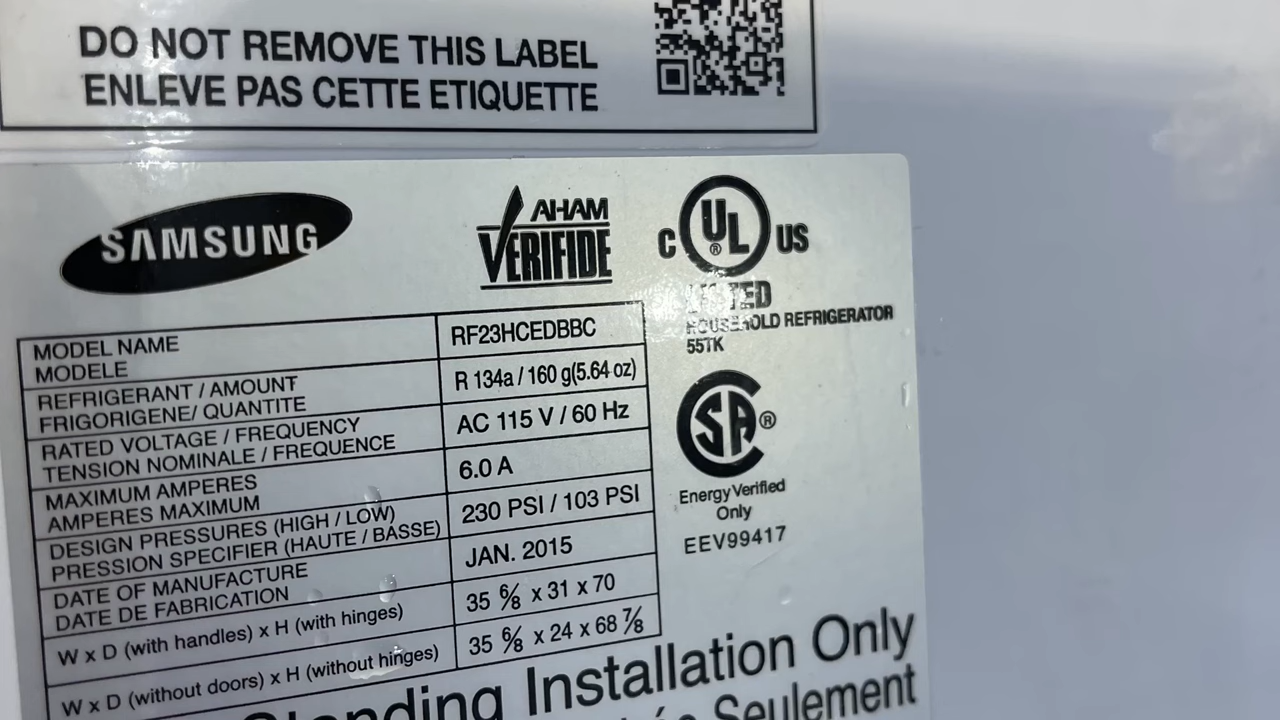 DO NOT REMOVE THIS LABEL
ENLEVE PAS CETTE ETIQUETTE
SAMSUNG
AHAM
VERIFIDE
C UL® US
LISTED
HOUSEHOLD REFRIGERATOR
55TK
MODEL NAME
MODELE
RF23HCEDBBC
REFRIGERANT / AMOUNT
FRIGORIGENE/ QUANTITE
R 134a / 160 g(5.64 oz)
RATED VOLTAGE / FREQUENCY
TENSION NOMINALE / FREQUENCE
AC 115 V / 60 Hz
MAXIMUM AMPERES
AMPERES MAXIMUM
6.0 A
DESIGN PRESSURES (HIGH / LOW)
PRESSION SPECIFIER (HAUTE / BASSE)
230 PSI / 103 PSI
DATE OF MANUFACTURE
DATE DE FABRICATION
JAN. 2015
W x D (with handles) x H (with hinges)
35 6/8 x 31 x 70
W x D (without doors) x H (without hinges)
35 6/8 x 24 x 68 7/8
CSA®
Energy Verified
Only
EEV99417
Installation Only
Seulement